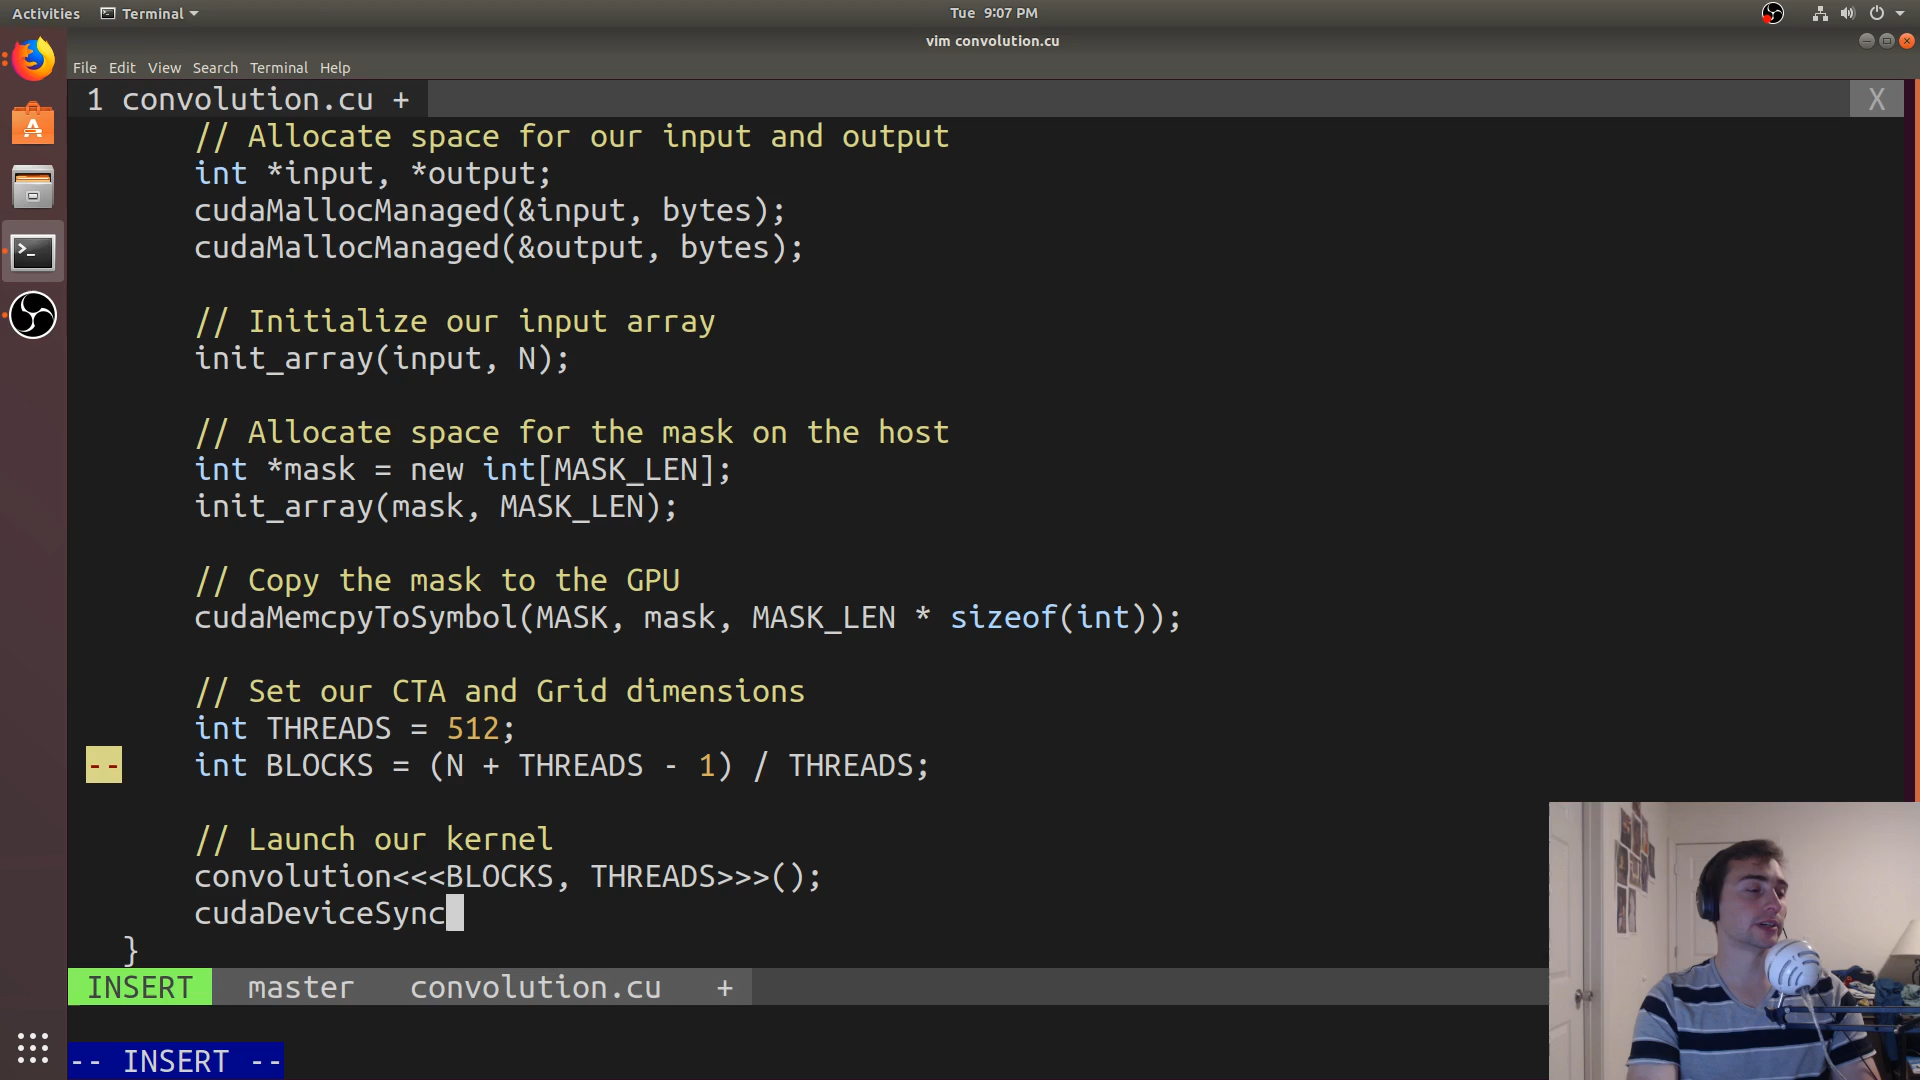 Activities
Terminal
Tue 9:07 PM
vim convolution.cu
File Edit View Search Terminal Help
1 convolution.cu +
X
// Allocate space for our input and output
int *input, *output;
cudaMallocManaged(&input, bytes);
cudaMallocManaged(&output, bytes);
// Initialize our input array
init_array(input, N);
// Allocate space for the mask on the host
int *mask = new int[MASK_LEN];
init_array(mask, MASK_LEN);
// Copy the mask to the GPU
cudaMemcpyToSymbol(MASK, mask, MASK_LEN * sizeof(int));
// Set our CTA and Grid dimensions
int THREADS = 512;
-- int BLOCKS = (N + THREADS - 1) / THREADS;
// Launch our kernel
convolution<<<BLOCKS, THREADS>>>();
cudaDeviceSync
}
INSERT master convolution.cu +
-- INSERT --